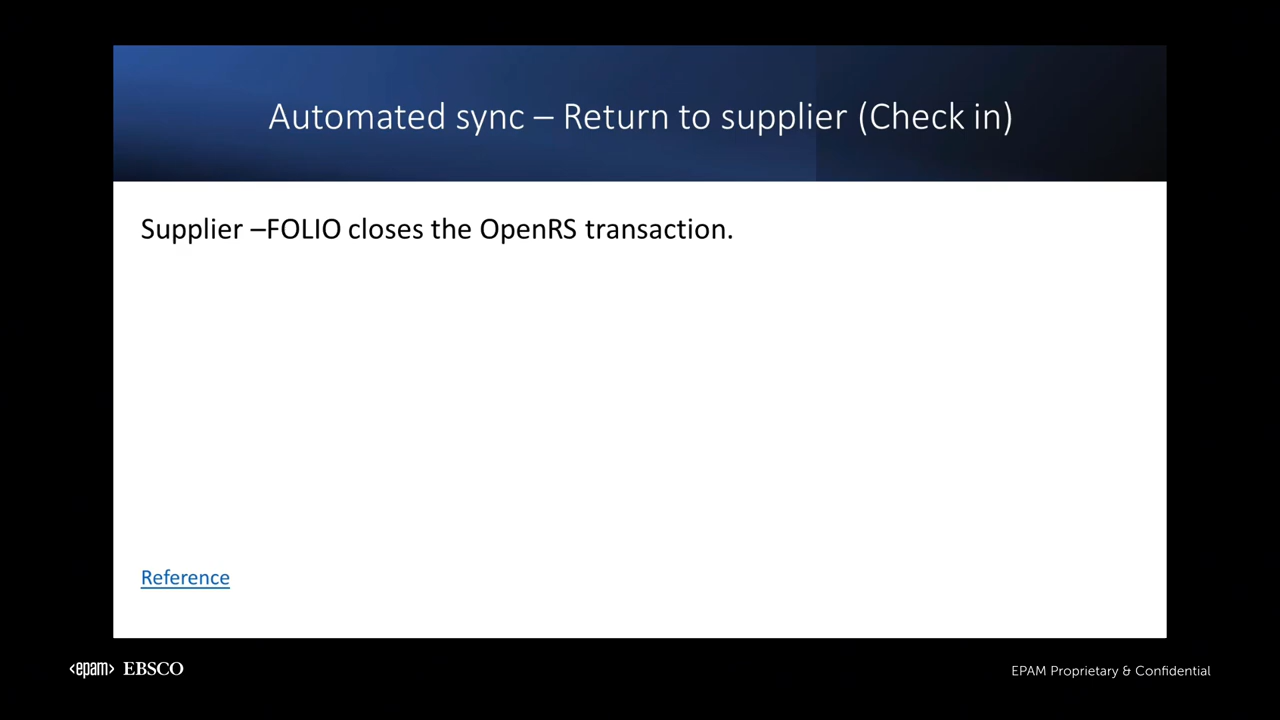 Automated sync – Return to supplier (Check in)
Supplier –FOLIO closes the OpenRS transaction.
Reference
<epam> EBSCO
EPAM Proprietary & Confidential